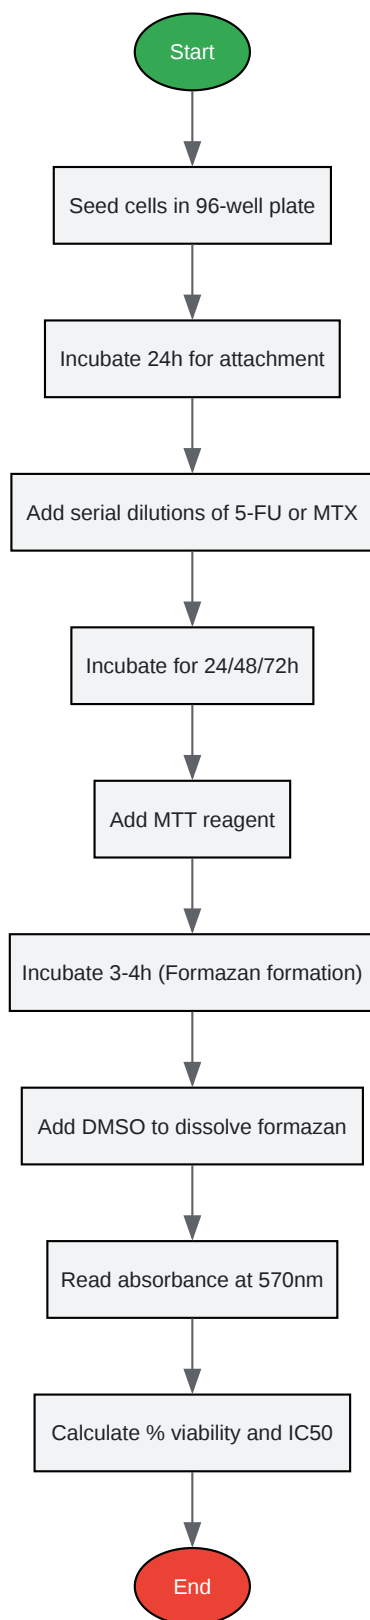 Start
Seed cells in 96-well plate
Incubate 24h for attachment
Add serial dilutions of 5-FU or MTX
Incubate for 24/48/72h
Add MTT reagent
Incubate 3-4h (Formazan formation)
Add DMSO to dissolve formazan
Read absorbance at 570nm
Calculate % viability and IC50
End